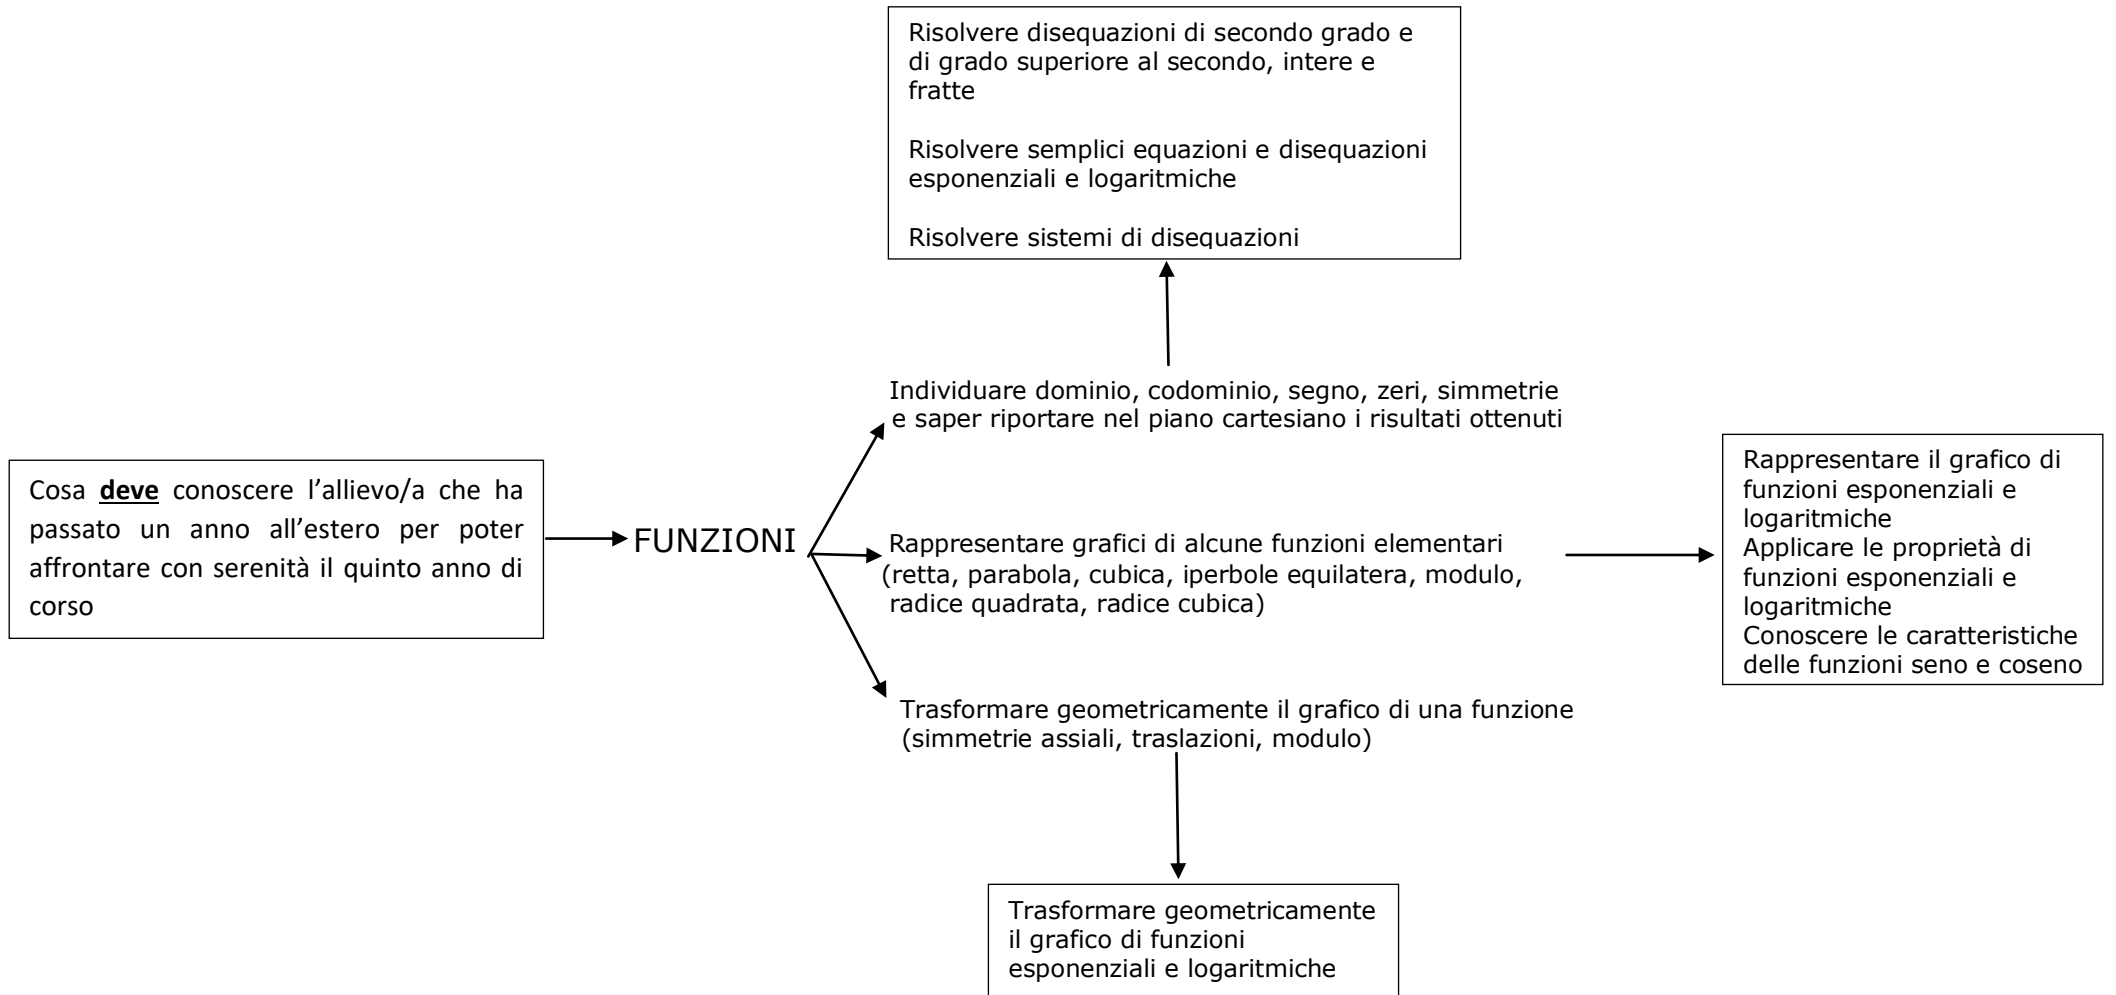 Risolvere disequazioni di secondo grado e
di grado superiore al secondo, intere e
fratte
Risolvere semplici equazioni e disequazioni
esponenziali e logaritmiche
Risolvere sistemi di disequazioni
Individuare dominio, codominio, segno, zeri, simmetrie
e saper riportare nel piano cartesiano i risultati ottenuti
Cosa deve conoscere l’allievo/a che ha
passato un anno all’estero per poter
affrontare con serenità il quinto anno di
corso
FUNZIONI
Rappresentare grafici di alcune funzioni elementari
(retta, parabola, cubica, iperbole equilatera, modulo,
radice quadrata, radice cubica)
Rappresentare il grafico di
funzioni esponenziali e
logaritmiche
Applicare le proprietà di
funzioni esponenziali e
logaritmiche
Conoscere le caratteristiche
delle funzioni seno e coseno
Trasformare geometricamente il grafico di una funzione
(simmetrie assiali, traslazioni, modulo)
Trasformare geometricamente
il grafico di funzioni
esponenziali e logaritmiche